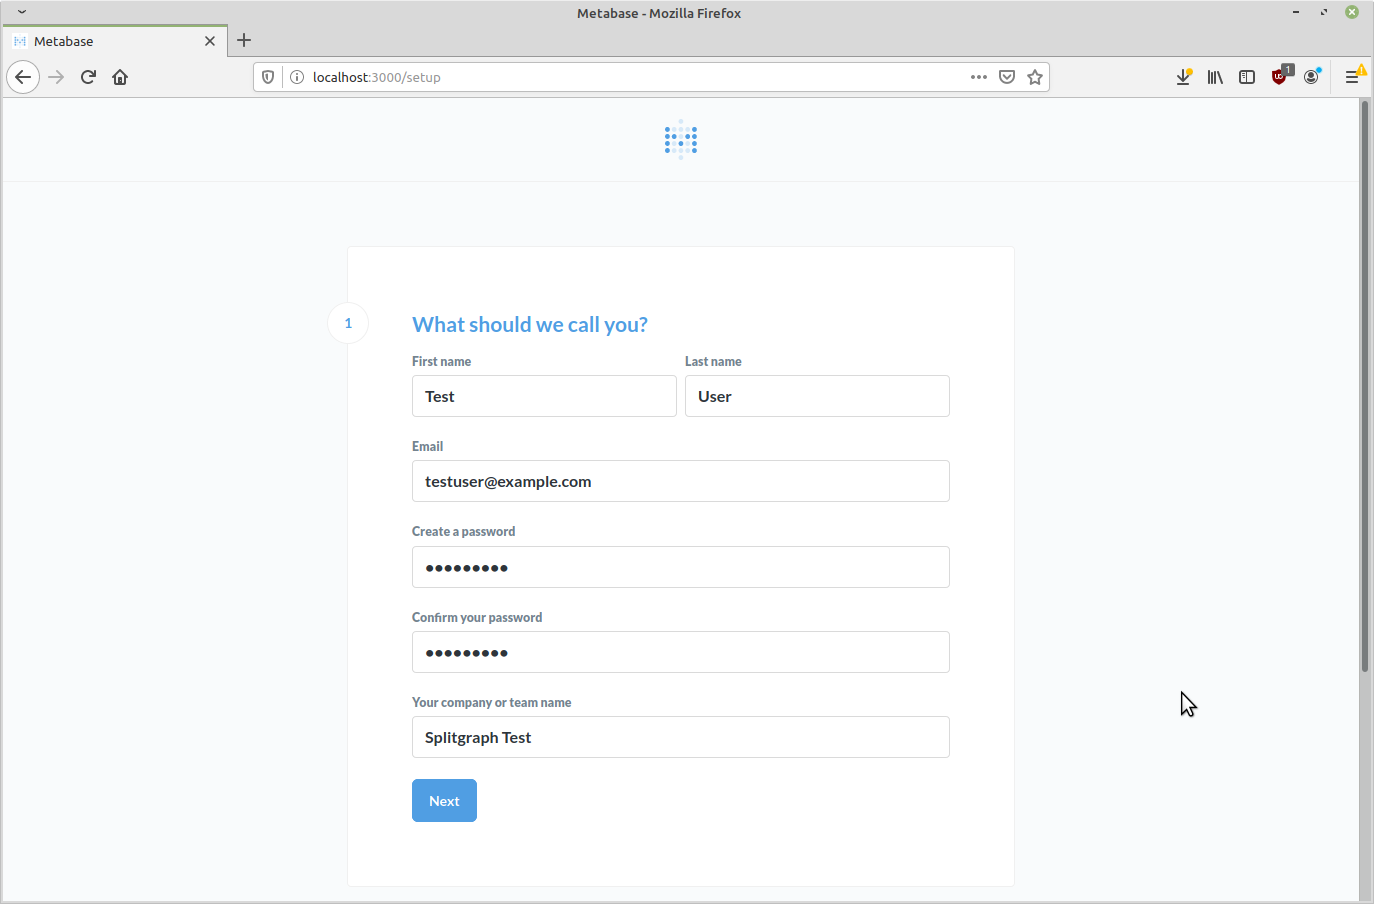 Metabase - Mozilla Firefox
Metabase
localhost:3000/setup
1
1
What should we call you?
First name
Last name
Test
User
Email
testuser@example.com
Create a password
●●●●●●●●●
Confirm your password
●●●●●●●●●
Your company or team name
Splitgraph Test
Next